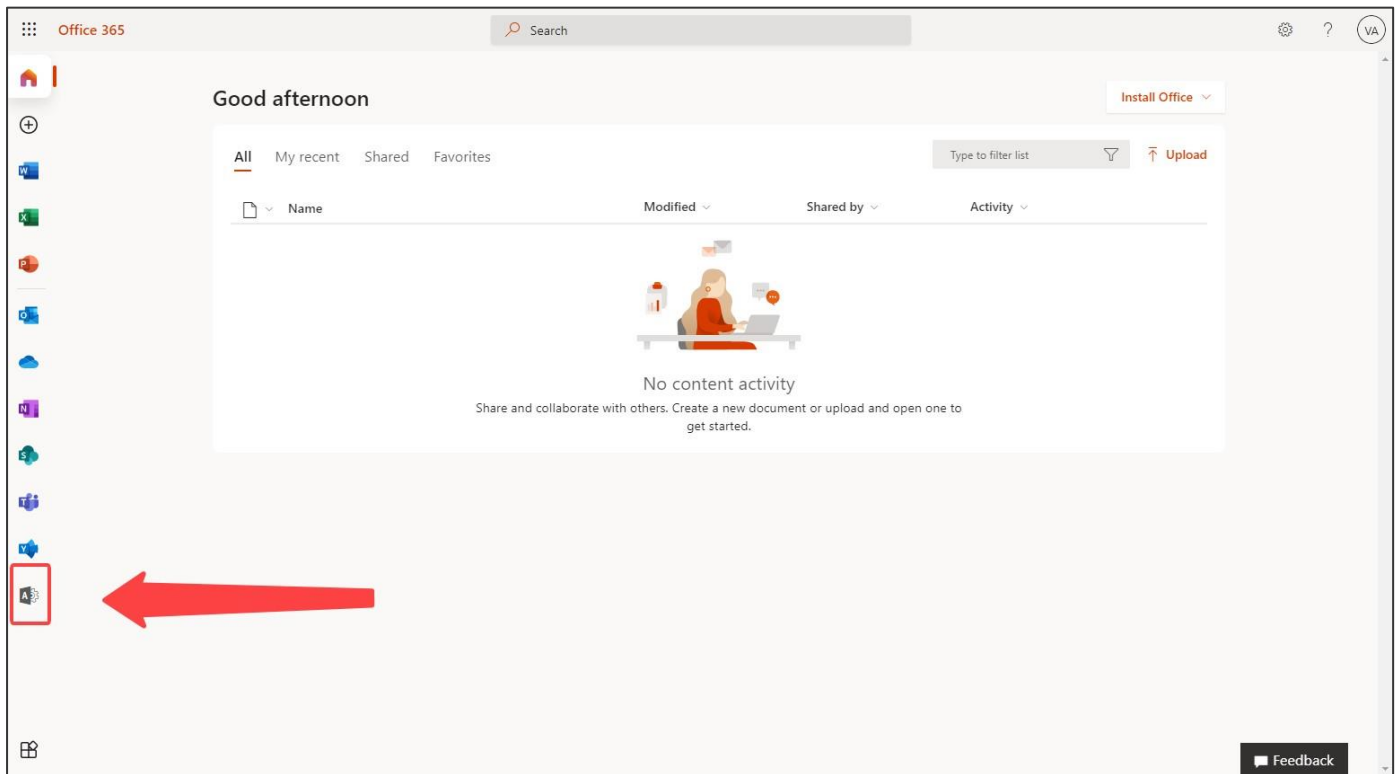 Office 365
Search
VA
Good afternoon
Install Office
All My recent Shared Favorites
Type to filter list
Upload
Name Modified Shared by Activity
No content activity
Share and collaborate with others. Create a new document or upload and open one to
get started.
W
X
P
O
N
S
T
Y
A
Feedback